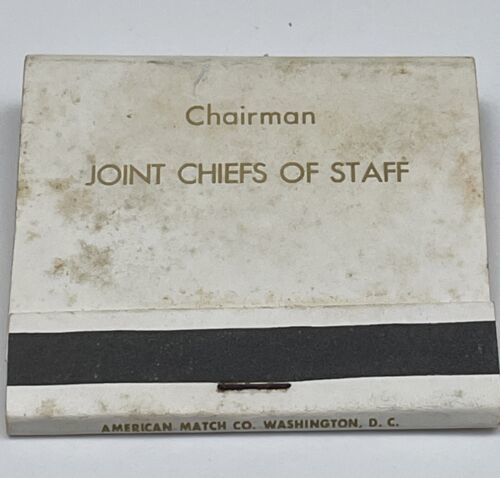 Chairman
JOINT CHIEFS OF STAFF
AMERICAN MATCH CO. WASHINGTON, D. C.